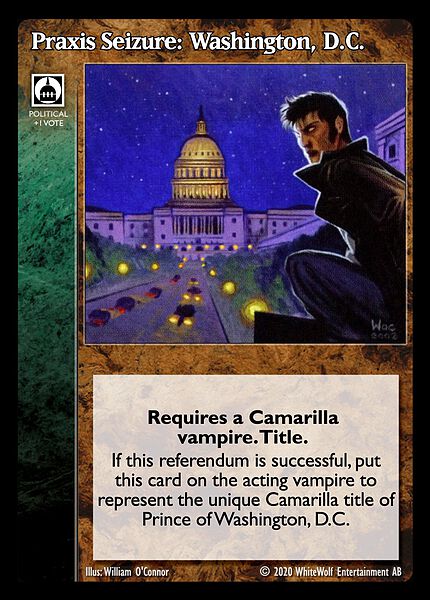 Praxis Seizure: Washington, D.C.
POLITICAL
+1 VOTE
Wac
2002
Requires a Camarilla
vampire.Title.
If this referendum is successful, put
this card on the acting vampire to
represent the unique Camarilla title of
Prince of Washington, D.C.
Illus: William O'Connor
© 2020 WhiteWolf Entertainment AB